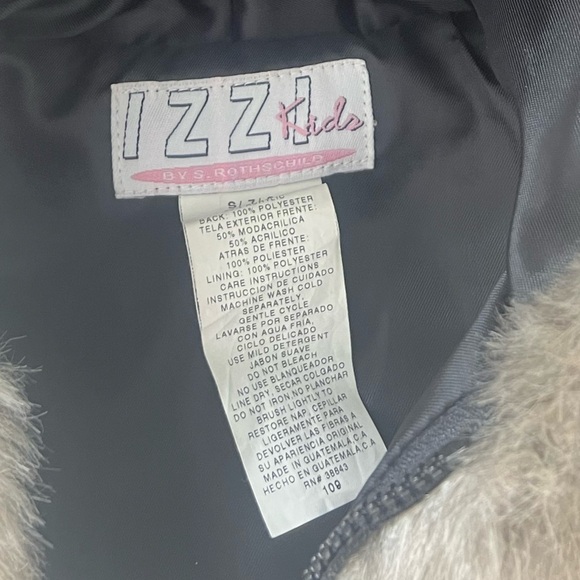 IZZI Kids
BY S. ROTHSCHILD
BACK: 100% POLYESTER
TELA EXTERIOR FRENTE:
50% MODACRILICA
50% ACRILICO
ATRAS DE FRENTE:
100% POLIESTER
LINING: 100% POLYESTER
CARE INSTRUCTIONS
INSTRUCCION DE CUIDADO
MACHINE WASH COLD
SEPARATELY,
GENTLE CYCLE
LAVARSE POR SEPARADO
CON AGUA FRÍA,
CICLO DELICADO
USE MILD DETERGENT
JABON SUAVE
DO NOT BLEACH
NO USE BLANQUEADOR
LINE DRY, SECAR COLGADO
DO NOT IRON,NO PLANCHAR
BRUSH LIGHTLY TO
RESTORE NAP, CEPILLAR
LIGERAMENTE PARA
DEVOLVER LAS FIBRAS A
SU APARIENCIA ORIGINAL
MADE IN GUATEMALA,C.A
HECHO EN GUATEMALA,C.A
RN# 38643
109